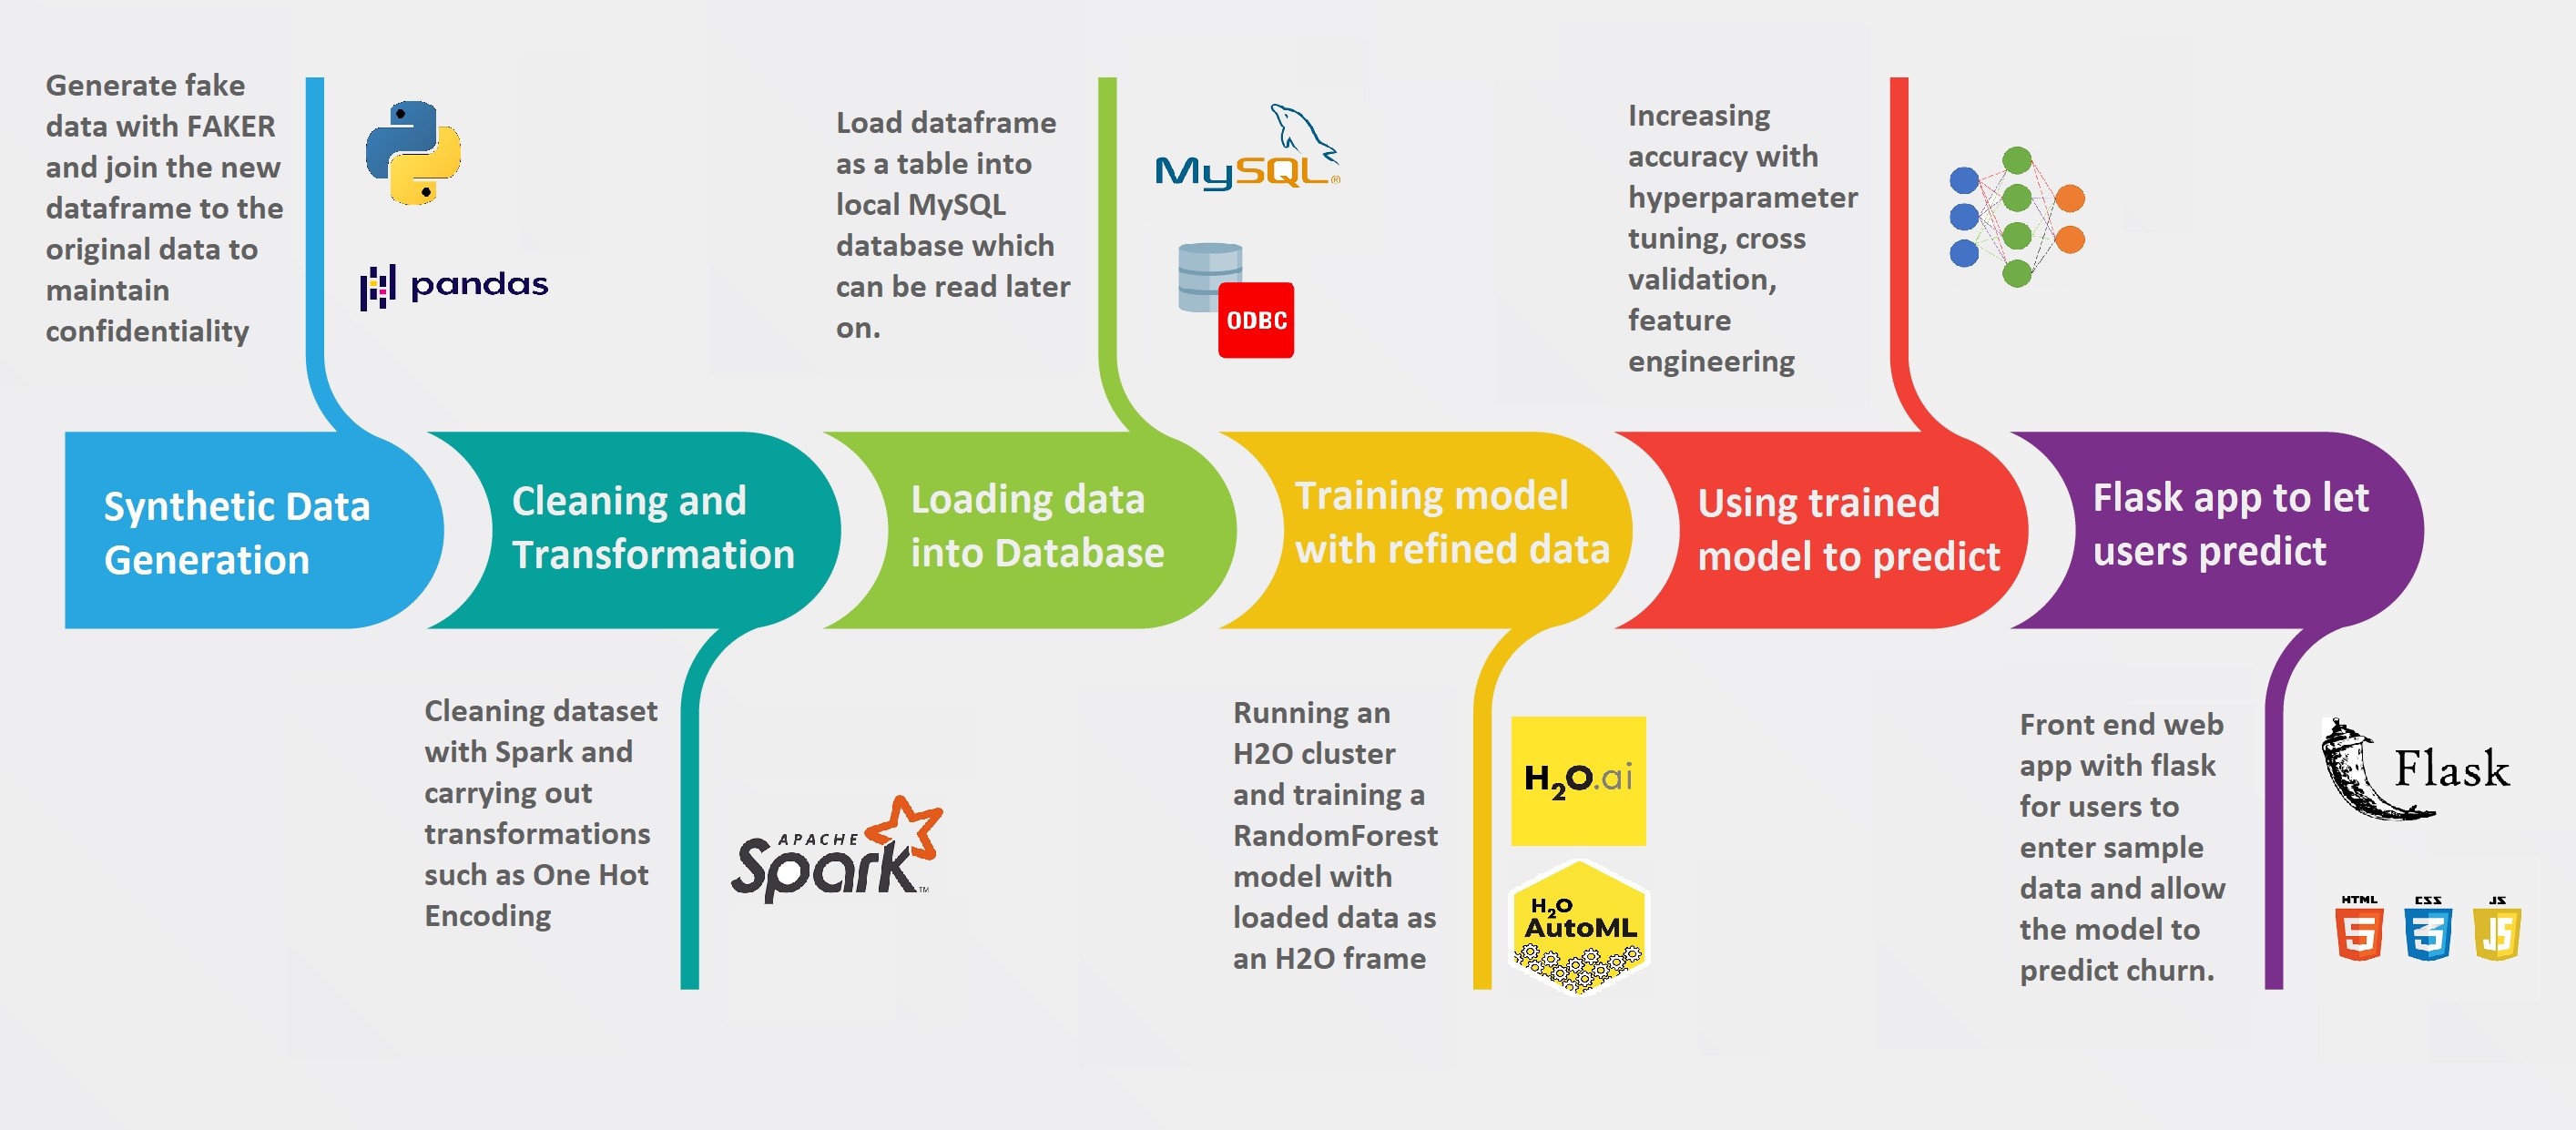 Generate fake
data with FAKER
and join the new
dataframe to the
original data to
maintain
confidentiality
pandas
Load dataframe
as a table into
local MySQL
database which
can be read later
on.
MySQL®
ODBC
Increasing
accuracy with
hyperparameter
tuning, cross
validation,
feature
engineering
Synthetic Data
Generation
Cleaning and
Transformation
Loading data
into Database
Training model
with refined data
Using trained
model to predict
Flask app to let
users predict
Cleaning dataset
with Spark and
carrying out
transformations
such as One Hot
Encoding
APACHE
Spark™
Running an
H2O cluster
and training a
RandomForest
model with
loaded data as
an H2O frame
H2O.ai
H2O
AutoML
Front end web
app with flask
for users to
enter sample
data and allow
the model to
predict churn.
Flask
HTML CSS JS
5 3 JS